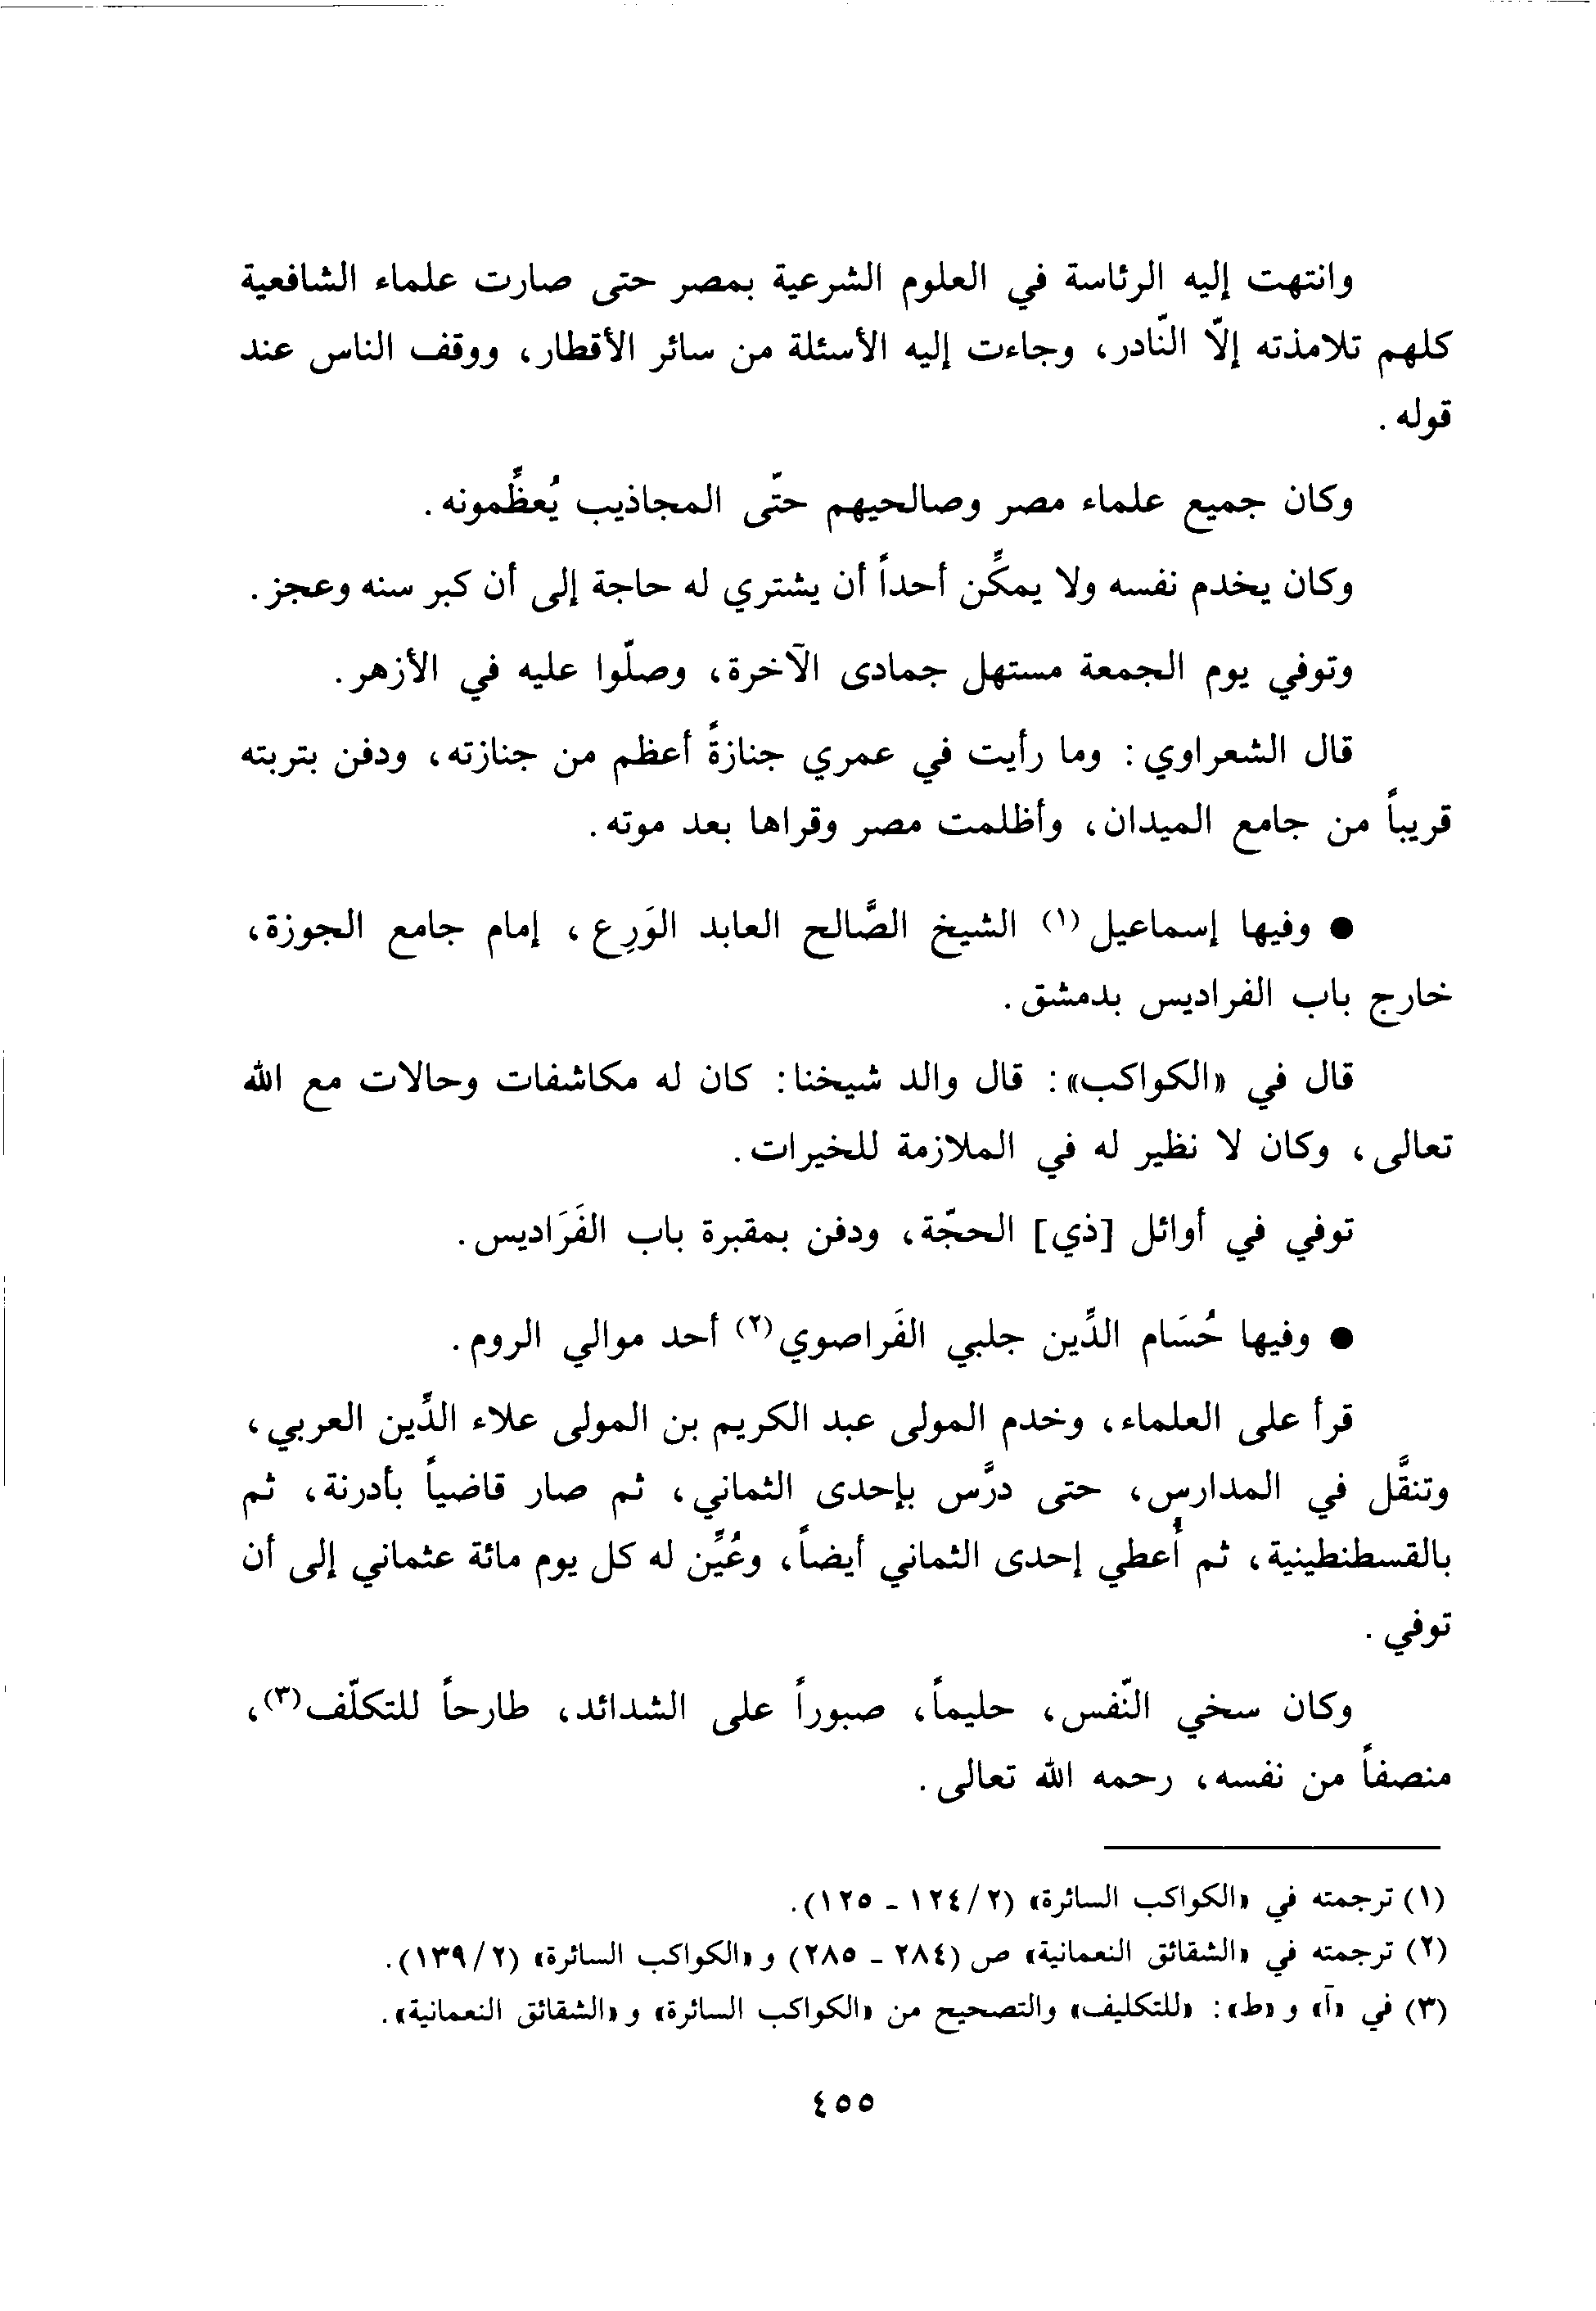 وانتهت إليه الرئاسة في العلوم الشرعية بمصر حتى صارت علماء الشافعية
كلهم تلامذته إلّا النّادر، وجاءت إليه الأسئلة من سائر الأقطار، ووقف الناس عند
قوله.
وكان جميع علماء مصر وصالحيهم حتّى المجاذيب يُعظِّمونه.
وكان يخدم نفسه ولا يمكِّن أحداً أن يشتري له حاجة إلى أن كبر سنه وعجز.
وتوفي يوم الجمعة مستهل جمادى الآخرة، وصلّوا عليه في الأزهر.
قال الشعراوي: وما رأيت في عمري جنازةً أعظم من جنازته، ودفن بتربته
قريباً من جامع الميدان، وأظلمت مصر وقراها بعد موته.
● وفيها إسماعيل(١) الشيخ الصَّالح العابد الوَرِع، إمام جامع الجوزة،
خارج باب الفراديس بدمشق.
قال في «الكواكب»: قال والد شيخنا: كان له مكاشفات وحالات مع الله
تعالى، وكان لا نظير له في الملازمة للخيرات.
توفي في أوائل [ذي] الحجّة، ودفن بمقبرة باب الفَرَاديس.
● وفيها حُسَام الدِّين جلبي الفَراصوي(٢) أحد موالي الروم.
قرأ على العلماء، وخدم المولى عبد الكريم بن المولى علاء الدِّين العربي،
وتنقَّل في المدارس، حتى درَّس بإحدى الثماني، ثم صار قاضياً بأدرنة، ثم
بالقسطنطينية، ثم أُعطي إحدى الثماني أيضاً، وعُيِّن له كل يوم مائة عثماني إلى أن
توفي.
وكان سخي النّفس، حليماً، صبوراً على الشدائد، طارحاً للتكلّف(٣)،
منصفاً من نفسه، رحمه الله تعالى.
(١) ترجمته في «الكواكب السائرة» (٢/ ١٢٤ - ١٢٥).
(٢) ترجمته في «الشقائق النعمانية» ص (٢٨٤ - ٢٨٥) و «الكواكب السائرة» (٢/ ١٣٩).
(٣) في «آ» و «ط»: «للتكليف» والتصحيح من «الكواكب السائرة» و «الشقائق النعمانية».
٤٥٥